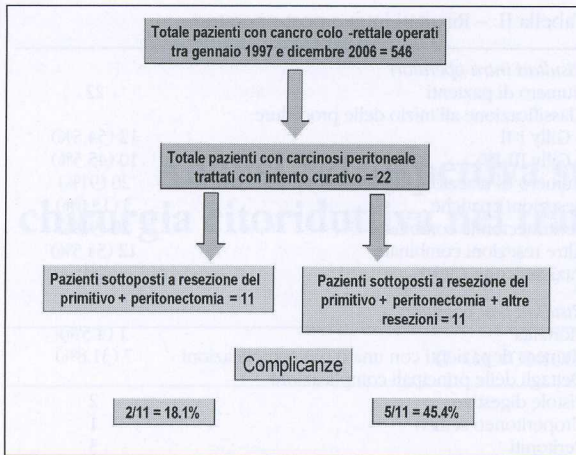 Totale pazienti con cancro colo -rettale operati
tra gennaio 1997 e dicembre 2006 = 546
Totale pazienti con carcinosi peritoneale
trattati con intento curativo = 22
Pazienti sottoposti a resezione del
primitivo + peritonectomia = 11
Pazienti sottoposti a resezione del
primitivo + peritonectomia + altre
resezioni = 11
Complicanze
2/11 = 18.1%
5/11 = 45.4%